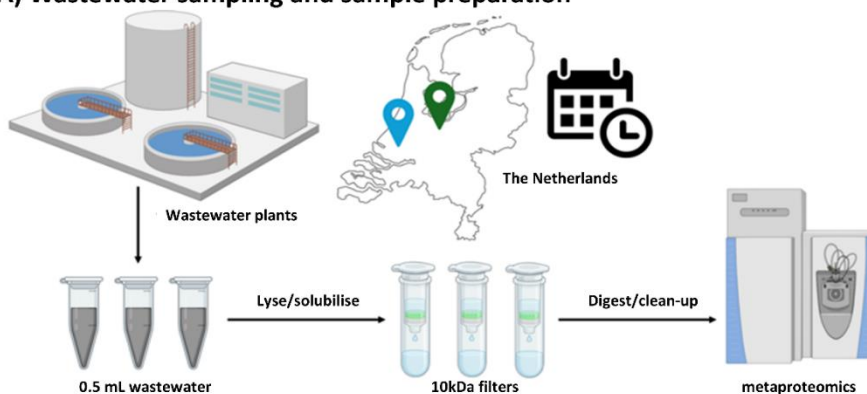 A) Wastewater sampling and sample preparation
The Netherlands
Wastewater plants
Lyse/solubilise
Digest/clean-up
0.5 mL wastewater
10kDa filters
metaproteomics